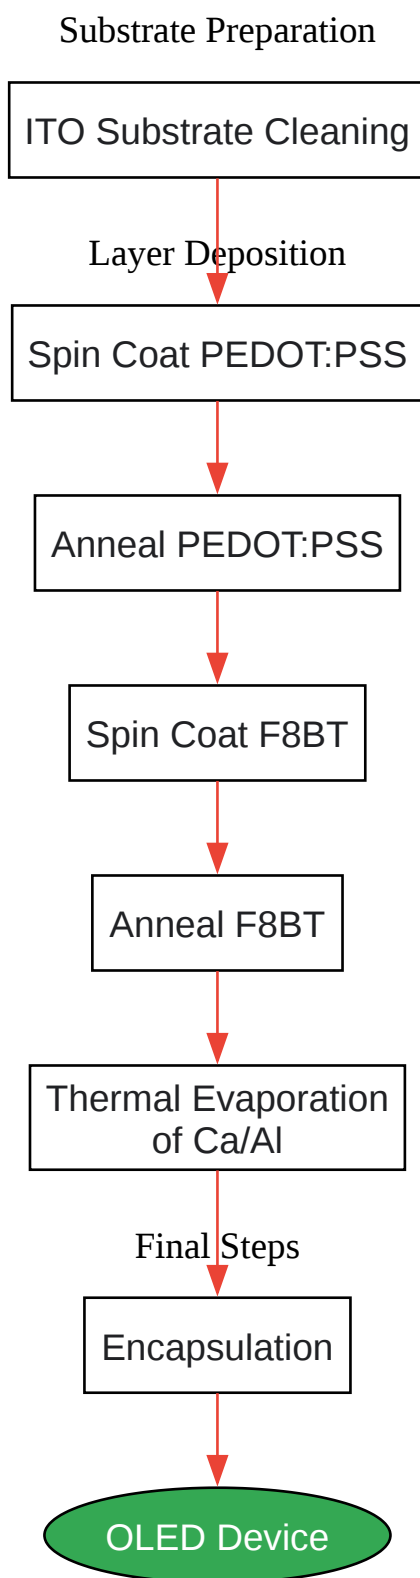 Substrate Preparation
ITO Substrate Cleaning
Layer Deposition
Spin Coat PEDOT:PSS
Anneal PEDOT:PSS
Spin Coat F8BT
Anneal F8BT
Thermal Evaporation
of Ca/Al
Final Steps
Encapsulation
OLED Device